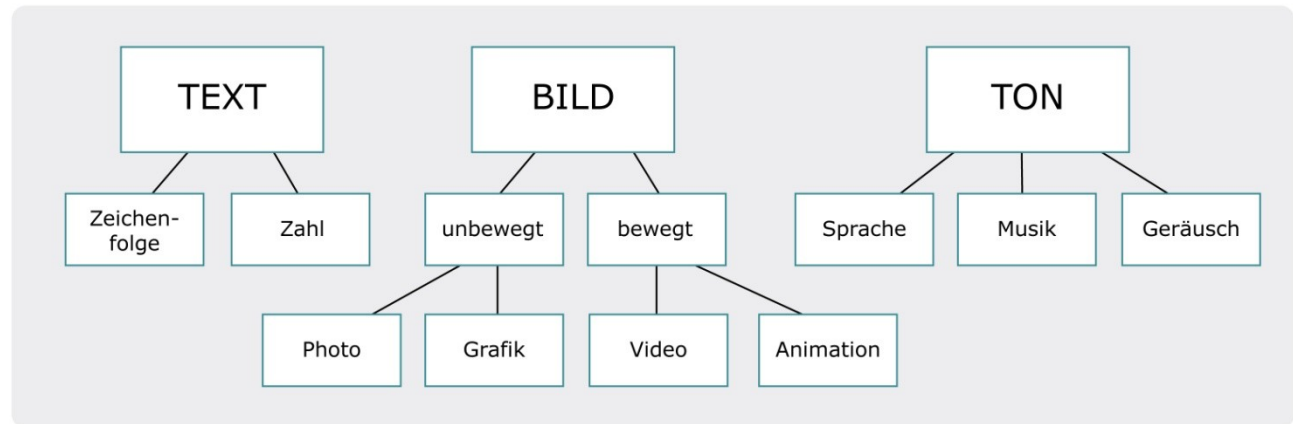 TEXT
BILD
TON
Zeichen-
folge
Zahl
unbewegt
bewegt
Sprache
Musik
Geräusch
Photo
Grafik
Video
Animation